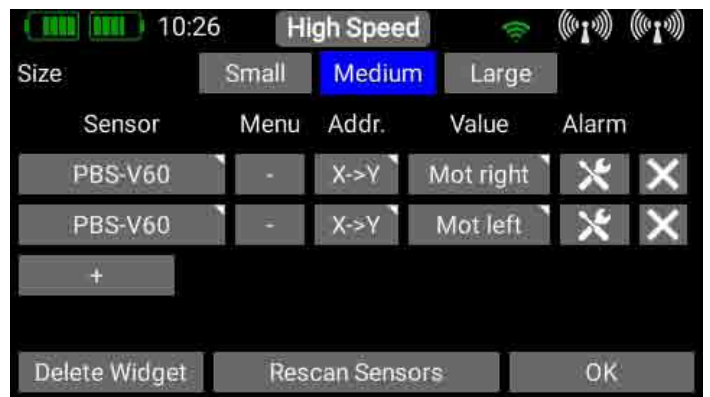 10:26 High Speed
Size Small Medium Large
Sensor Menu Addr. Value Alarm
PBS-V60 - X->Y Mot right
PBS-V60 - X->Y Mot left
+
Delete Widget Rescan Sensors OK